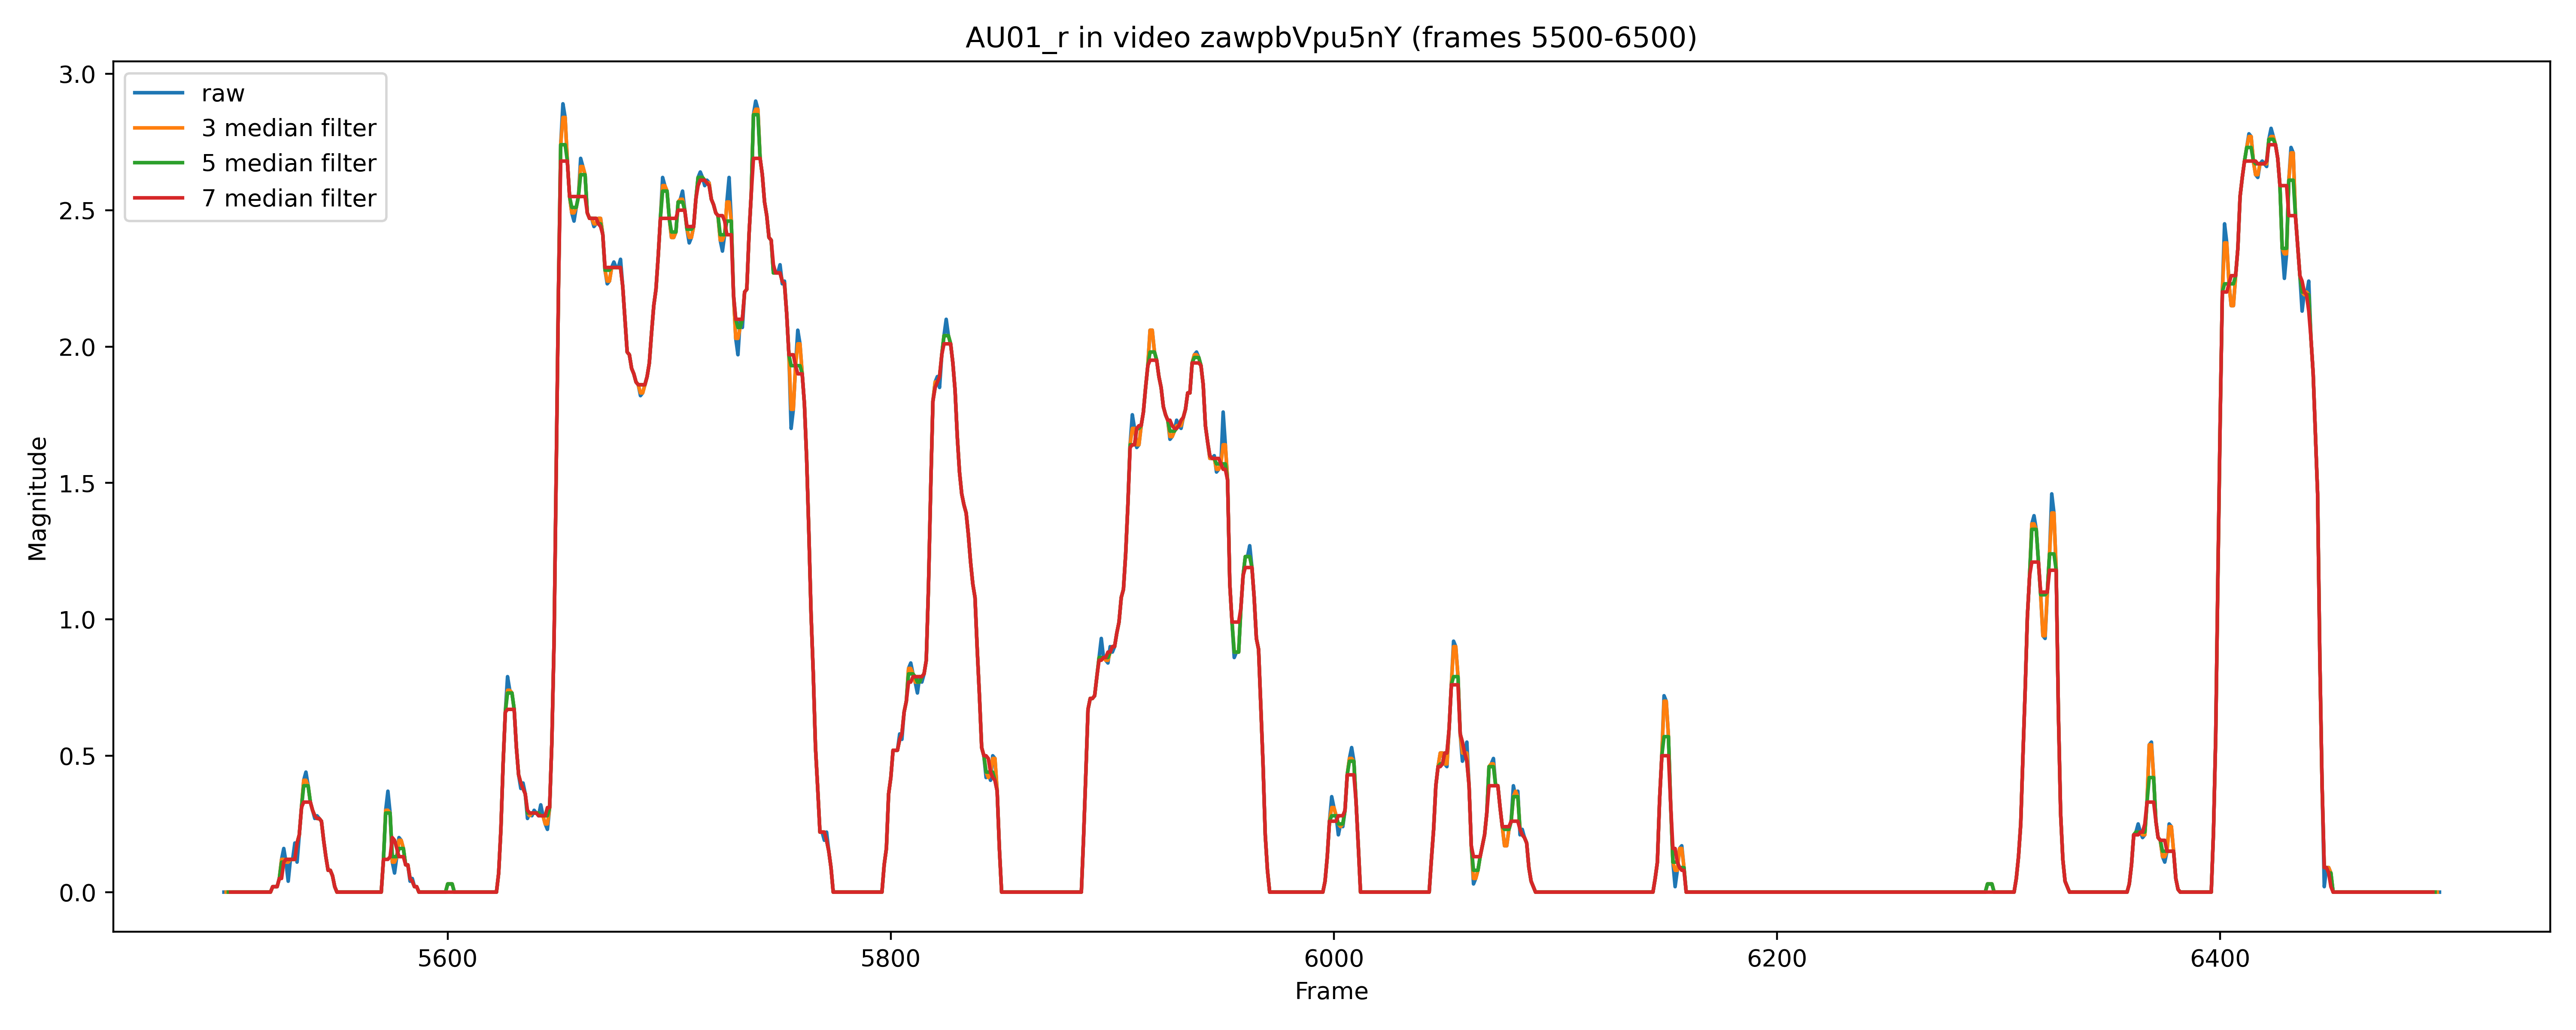 AU01_r in video zawpbVpu5nY (frames 5500-6500)
raw
3 median filter
5 median filter
7 median filter
Magnitude
3.0
2.5
2.0
1.5
1.0
0.5
0.0
5600 5800 6000 6200 6400
Frame